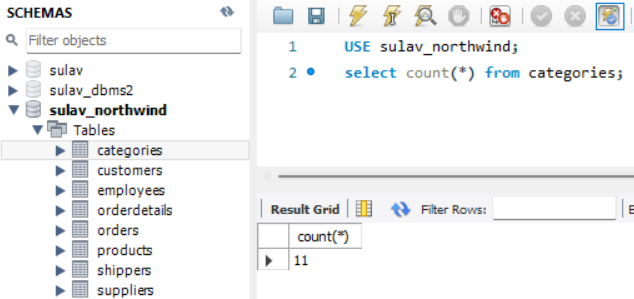 SCHEMAS
Filter objects
sulav
sulav_dbms2
sulav_northwind
Tables
categories
customers
employees
orderdetails
orders
products
shippers
suppliers
1 USE sulav_northwind;
2 select count(*) from categories;
Result Grid Filter Rows: E
count(*)
11